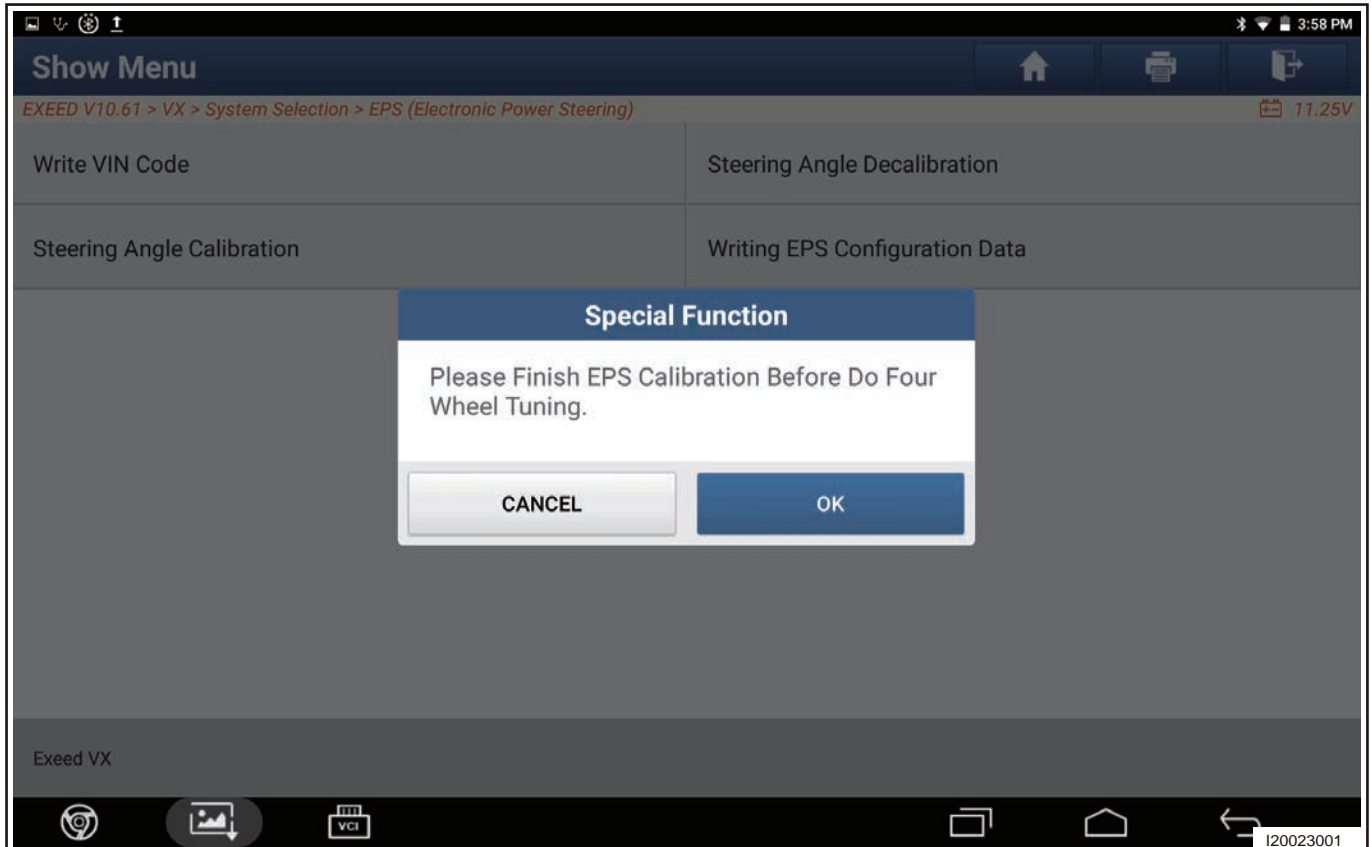 3:58 PM
Show Menu
EXEED V10.61 > VX > System Selection > EPS (Electronic Power Steering)
11.25V
Write VIN Code
Steering Angle Decalibration
Steering Angle Calibration
Writing EPS Configuration Data
Special Function
Please Finish EPS Calibration Before Do Four
Wheel Tuning.
CANCEL
OK
Exeed VX
VCI
I20023001